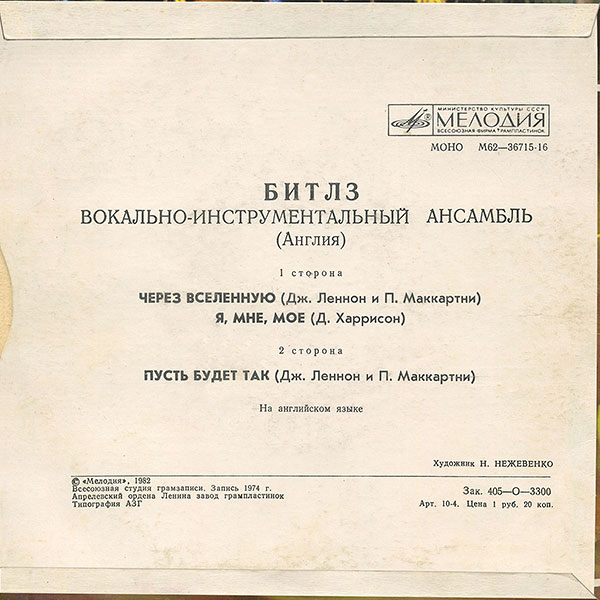 МИНИСТЕРСТВО КУЛЬТУРЫ СССР
МЕЛОДИЯ
ВСЕСОЮЗНАЯ ФИРМА ГРАМПЛАСТИНОК
МОНО М62—36715-16
БИТЛЗ
ВОКАЛЬНО-ИНСТРУМЕНТАЛЬНЫЙ АНСАМБЛЬ
(Англия)
1 сторона
ЧЕРЕЗ ВСЕЛЕННУЮ (Дж. Леннон и П. Маккартни)
Я, МНЕ, МОЕ (Д. Харрисон)
2 сторона
ПУСТЬ БУДЕТ ТАК (Дж. Леннон и П. Маккартни)
На английском языке
Художник Н. НЕЖЕВЕНКО
© «Мелодия», 1982
Всесоюзная студия грамзаписи. Запись 1974 г.
Апрелевский ордена Ленина завод грампластинок
Типография АЗГ
Зак. 405—О—3300
Арт. 10-4. Цена 1 руб. 20 коп.